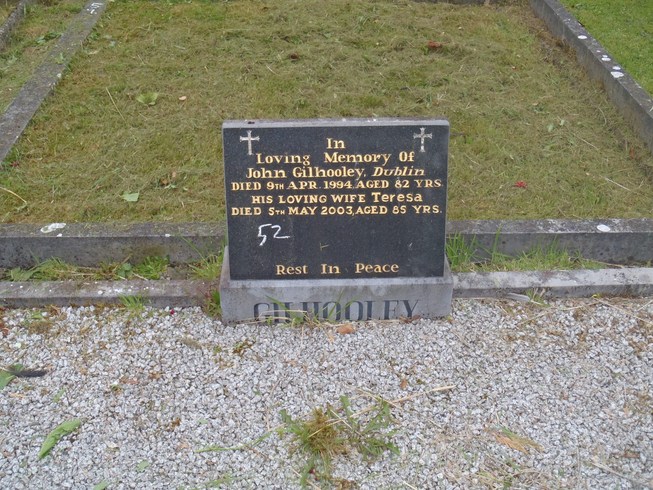 In
Loving Memory Of
John Gilhooley, Dublin
DIED 9TH APR. 1994, AGED 82 YRS
HIS LOVING WIFE Teresa
DIED 5TH MAY 2003, AGED 85 YRS.
52
Rest In Peace
GILHOOLEY